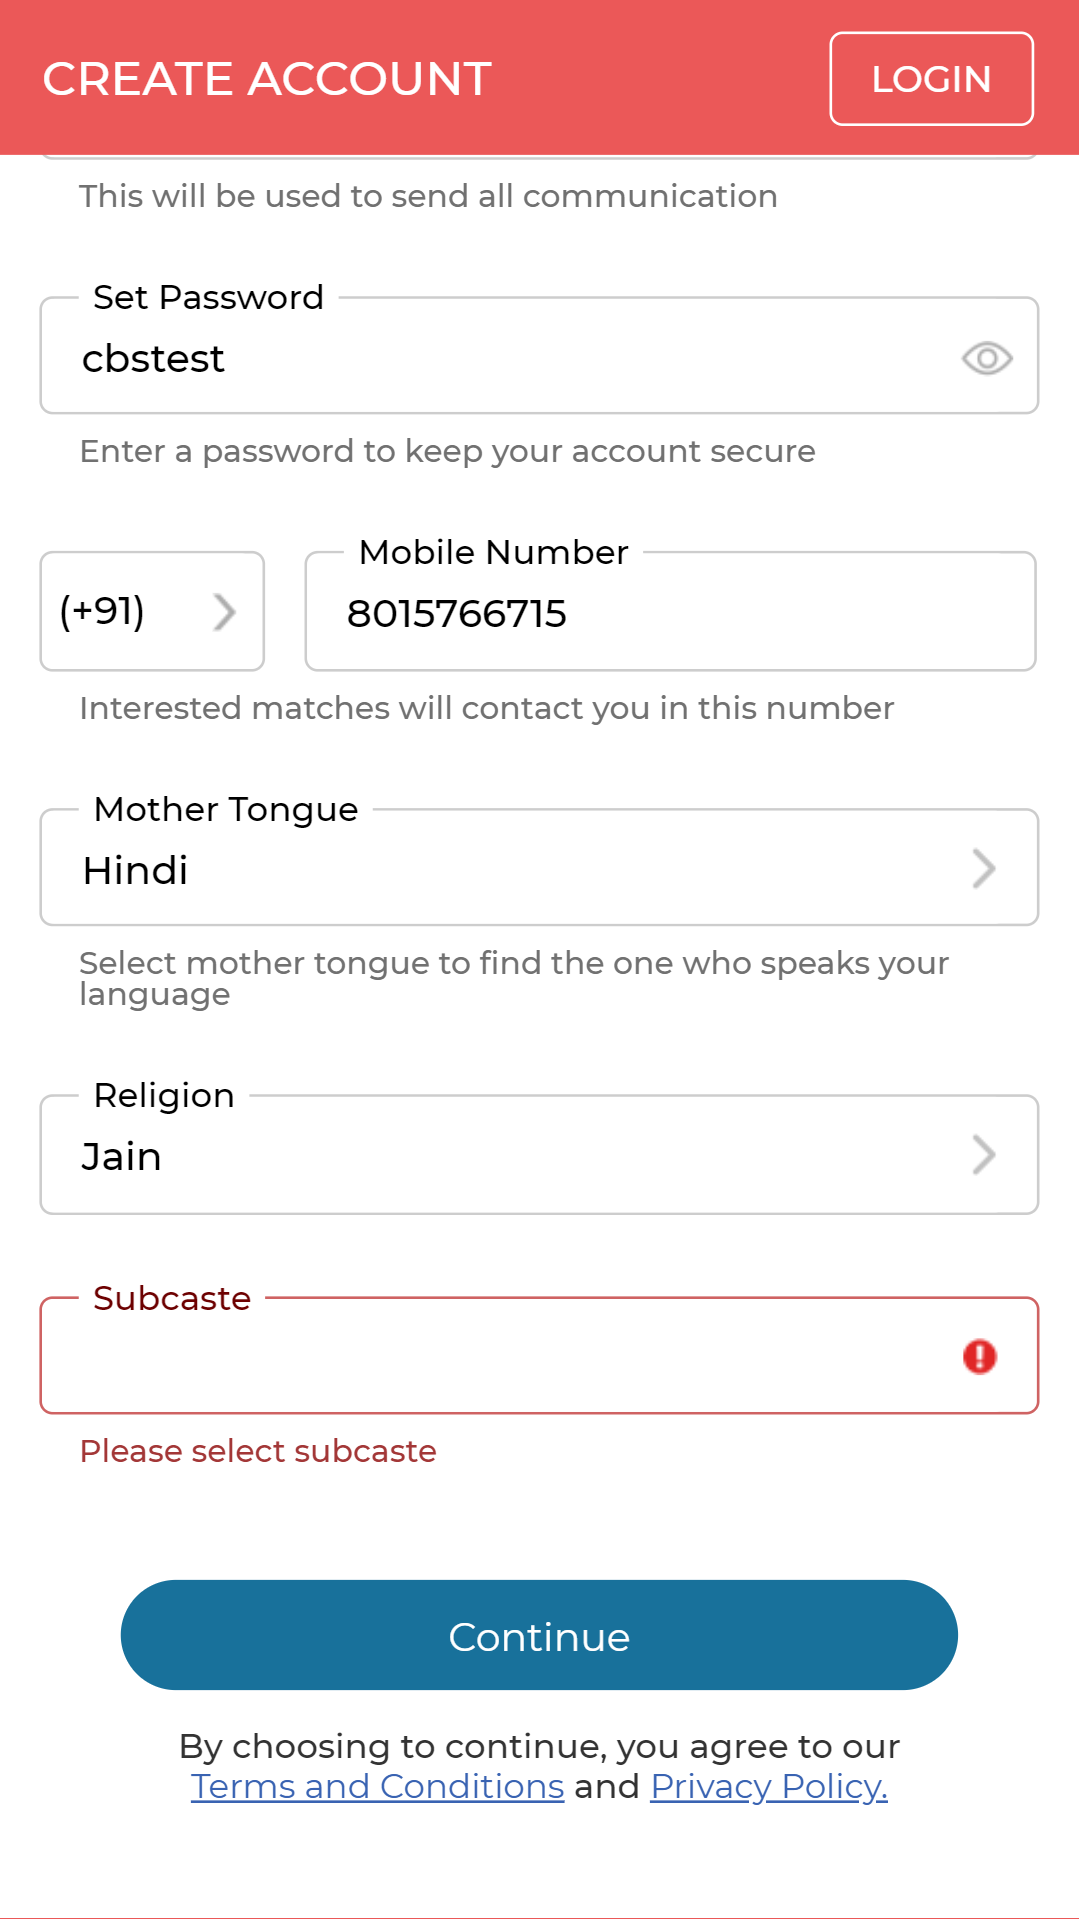 CREATE ACCOUNT
LOGIN
This will be used to send all communication
Set Password
cbstest
Enter a password to keep your account secure
(+91)
Mobile Number
8015766715
Interested matches will contact you in this number
Mother Tongue
Hindi
Select mother tongue to find the one who speaks your
language
Religion
Jain
Subcaste
Please select subcaste
Continue
By choosing to continue, you agree to our
Terms and Conditions and Privacy Policy.